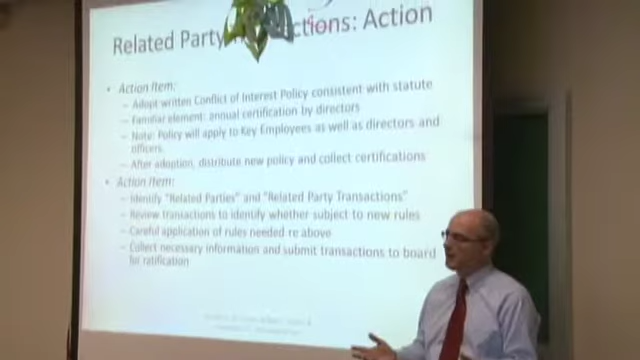 Related Party ctions: Action
• Action Item:
– Adopt written Conflict of Interest Policy consistent with statute
– Familiar element: annual certification by directors
– Note: Policy will apply to Key Employees as well as directors and
officers.
– After adoption, distribute new policy and collect certifications
• Action Item:
– Identify "Related Parties" and "Related Party Transactions"
– Review transactions to identify whether subject to new rules
– Careful application of rules needed re above
– Collect necessary information and submit transactions to board
for ratification